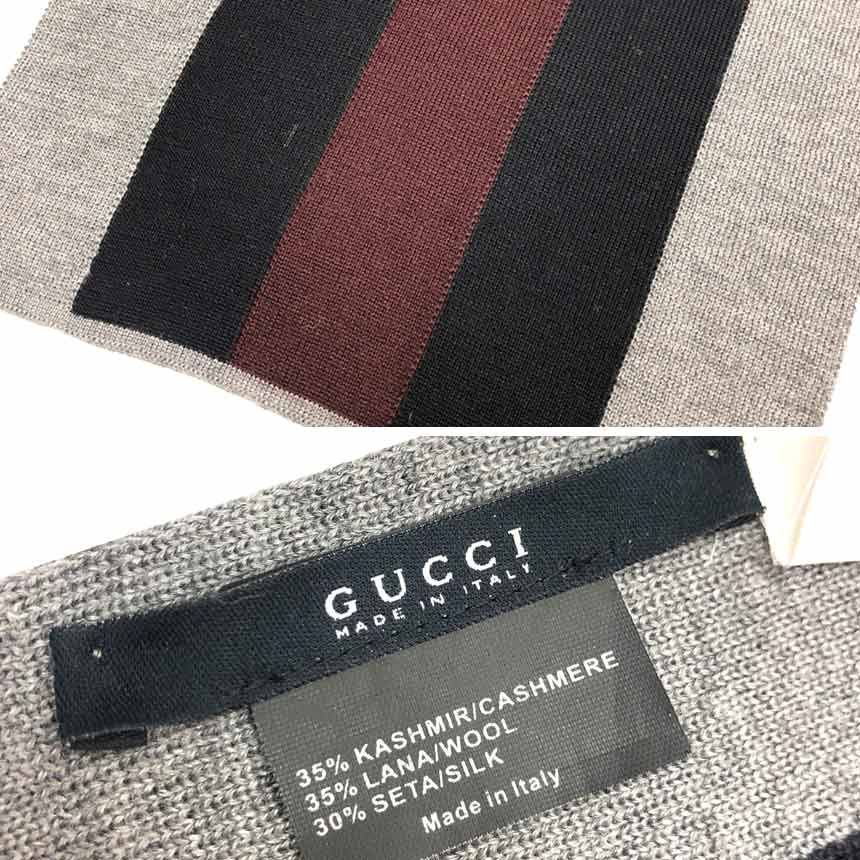 GUCCI
MADE IN ITALY
35% KASHMIR/CASHMERE
35% LANA/WOOL
30% SETA/SILK
Made in Italy